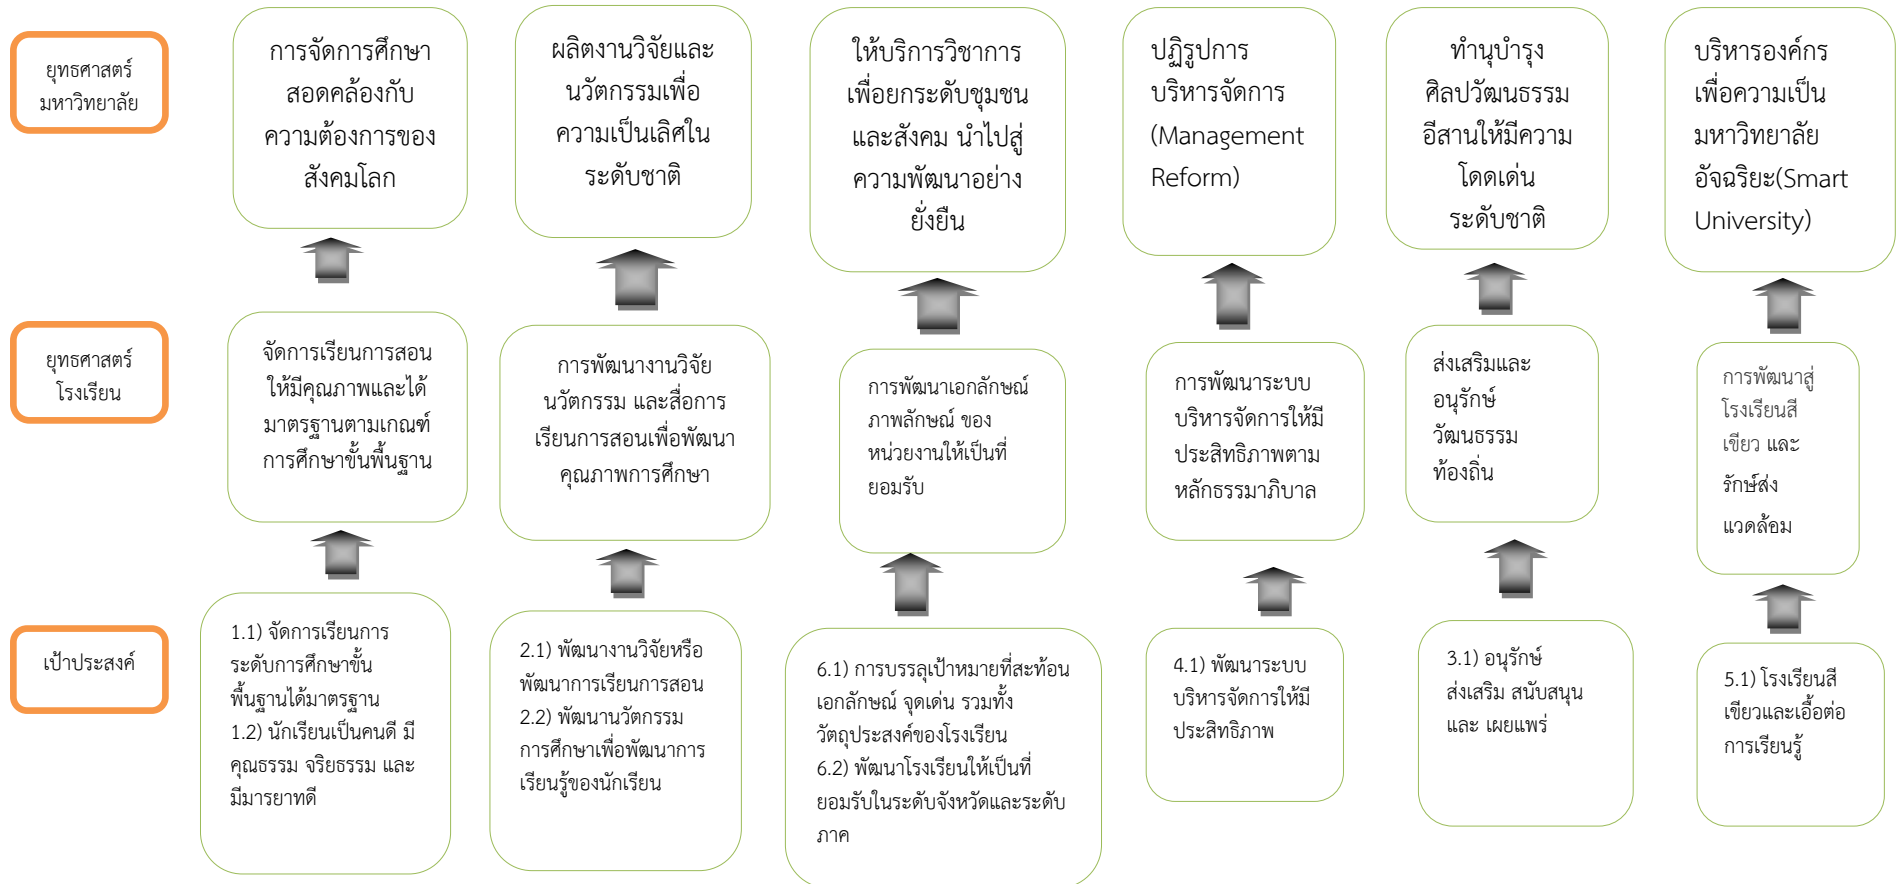 ยุทธศาสตร์
มหาวิทยาลัย
การจัดการศึกษา
สอดคล้องกับ
ความต้องการของ
สังคมโลก
ผลิตงานวิจัยและ
นวัตกรรมเพื่อ
ความเป็นเลิศใน
ระดับชาติ
ให้บริการวิชาการ
เพื่อยกระดับชุมชน
และสังคม นำไปสู่
ความพัฒนาอย่าง
ยั่งยืน
ปฏิรูปการ
บริหารจัดการ
(Management
Reform)
ทำนุบำรุง
ศิลปวัฒนธรรม
อีสานให้มีความ
โดดเด่น
ระดับชาติ
บริหารองค์กร
เพื่อความเป็น
มหาวิทยาลัย
อัจฉริยะ(Smart
University)
ยุทธศาสตร์
โรงเรียน
จัดการเรียนการสอน
ให้มีคุณภาพและได้
มาตรฐานตามเกณฑ์
การศึกษาขั้นพื้นฐาน
การพัฒนางานวิจัย
นวัตกรรม และสื่อการ
เรียนการสอนเพื่อพัฒนา
คุณภาพการศึกษา
การพัฒนาเอกลักษณ์
ภาพลักษณ์ ของ
หน่วยงานให้เป็นที่
ยอมรับ
การพัฒนาระบบ
บริหารจัดการให้มี
ประสิทธิภาพตาม
หลักธรรมาภิบาล
ส่งเสริมและ
อนุรักษ์
วัฒนธรรม
ท้องถิ่น
การพัฒนาสู่
โรงเรียนสี
เขียว และ
รักษ์ส่ง
แวดล้อม
เป้าประสงค์
1.1) จัดการเรียนการ
ระดับการศึกษาขั้น
พื้นฐานได้มาตรฐาน
1.2) นักเรียนเป็นคนดี มี
คุณธรรม จริยธรรม และ
มีมารยาทดี
2.1) พัฒนางานวิจัยหรือ
พัฒนาการเรียนการสอน
2.2) พัฒนานวัตกรรม
การศึกษาเพื่อพัฒนาการ
เรียนรู้ของนักเรียน
6.1) การบรรลุเป้าหมายที่สะท้อน
เอกลักษณ์ จุดเด่น รวมทั้ง
วัตถุประสงค์ของโรงเรียน
6.2) พัฒนาโรงเรียนให้เป็นที่
ยอมรับในระดับจังหวัดและระดับ
ภาค
4.1) พัฒนาระบบ
บริหารจัดการให้มี
ประสิทธิภาพ
3.1) อนุรักษ์
ส่งเสริม สนับสนุน
และ เผยแพร่
5.1) โรงเรียนสี
เขียวและเอื้อต่อ
การเรียนรู้